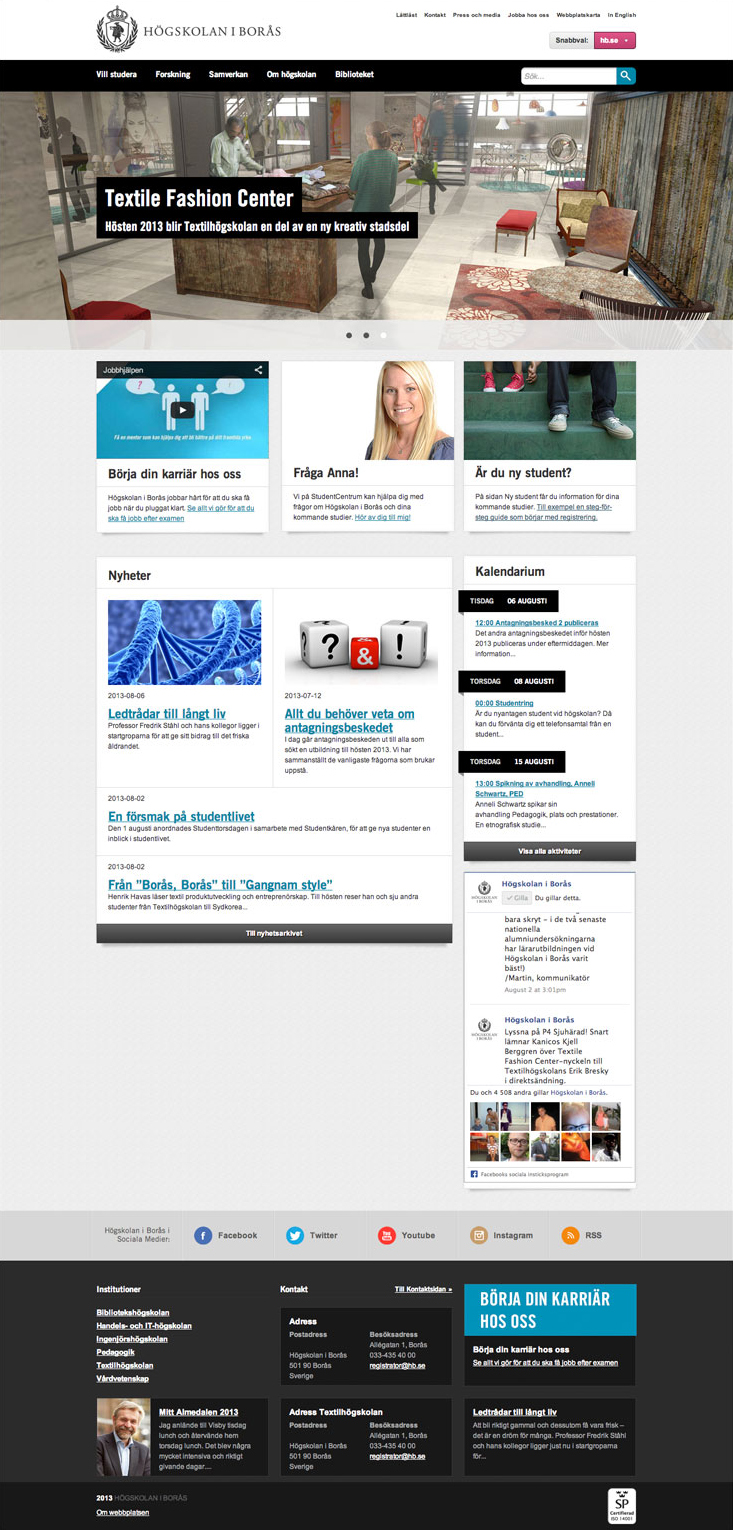 HÖGSKOLAN I BORÅS
Lättläst Kontakt Press och media Jobba hos oss Webbplatskarta In English
Snabbval: hb.se
Vill studera Forskning Samverkan Om högskolan Biblioteket
Sök...
Textile Fashion Center
Hösten 2013 blir Textilhögskolan en del av en ny kreativ stadsdel
Jobbhjälpen
Få en mentor som kan hjälpa dig att bli bättre på ditt framtida yrke.
Börja din karriär hos oss
Högskolan i Borås jobbar hårt för att du ska få
jobb när du pluggat klart. Se allt vi gör för att du
ska få jobb efter examen
Fråga Anna!
Vi på StudentCentrum kan hjälpa dig med
frågor om Högskolan i Borås och dina
kommande studier. Hör av dig till mig!
Är du ny student?
På sidan Ny student får du information för dina
kommande studier. Till exempel en steg-för-
steg guide som börjar med registrering.
Nyheter
2013-08-06
Ledtrådar till långt liv
Professor Fredrik Ståhl och hans kollegor ligger i
startgroparna för att ge sitt bidrag till det friska
åldrandet.
? & !
2013-07-12
Allt du behöver veta om
antagningsbeskedet
I dag går antagningsbeskeden ut till alla som
sökt en utbildning till hösten 2013. Vi har
sammanställt de vanligaste frågorna som brukar
uppstå.
2013-08-02
En försmak på studentlivet
Den 1 augusti anordnades Studenttorsdagen i samarbete med Studentkåren, för att ge nya studenter en
inblick i studentlivet.
2013-08-02
Från "Borås, Borås" till "Gangnam style"
Henrik Havas läser textil produktutveckling och entreprenörskap. Till hösten reser han och sju andra
studenter från Textilhögskolan till Sydkorea...
Till nyhetsarkivet
Kalendarium
TISDAG 06 AUGUSTI
12:00 Antagningsbesked 2 publiceras
Det andra antagningsbeskedet inför hösten
2013 publiceras under eftermiddagen. Mer
information...
TORSDAG 08 AUGUSTI
00:00 Studentring
Är du nyantagen student vid högskolan? Då
kan du förvänta dig ett telefonsamtal från en
student...
TORSDAG 15 AUGUSTI
13:00 Spikning av avhandling, Anneli
Schwartz, PED
Anneli Schwartz spikar sin
avhandling Pedagogik, plats och prestationer.
En etnografisk studie...
Visa alla aktiviteter
HÖGSKOLAN
I BORÅS
Högskolan i Borås
Gilla Du gillar detta.
bara skryt – i de två senaste
nationella
alumniundersökningarna
har lärarutbildningen vid
Högskolan i Borås varit
bäst!)
/Martin, kommunikatör
August 2 at 3:01pm
HÖGSKOLAN
I BORÅS
Högskolan i Borås
Lyssna på P4 Sjuhärad! Snart
lämnar Kanicos Kjell
Berggren över Textile
Fashion Center-nyckeln till
Textilhögskolans Erik Bresky
i direktsändning.
Du och 4 508 andra gillar Högskolan i Borås.
Facebooks sociala insticksprogram
Högskolan i Borås i
Sociala Medier:
Facebook Twitter Youtube Instagram RSS
Institutioner
Bibliotekshögskolan
Handels- och IT-högskolan
Ingenjörshögskolan
Pedagogik
Textilhögskolan
Vårdvetenskap
Kontakt Till Kontaktsidan »
Adress
Postadress Besöksadress
Allégatan 1, Borås
Högskolan i Borås 033-435 40 00
501 90 Borås registrator@hb.se
Sverige
BÖRJA DIN KARRIÄR
HOS OSS
Börja din karriär hos oss
Se allt vi gör för att du ska få jobb efter examen
Mitt Almedalen 2013
Jag anlände till Visby tisdag
lunch och återvände hem
torsdag lunch. Det blev några
mycket intensiva och riktigt
givande dagar....
Adress Textilhögskolan
Postadress Besöksadress
Allégatan 1, Borås
Högskolan i Borås 033-435 40 00
501 90 Borås registrator@hb.se
Sverige
Ledtrådar till långt liv
Att bli riktigt gammal och dessutom få vara frisk –
det är en dröm för många. Professor Fredrik Ståhl
och hans kollegor ligger just nu i startgroparna
för...
2013 HÖGSKOLAN I BORÅS
Om webbplatsen
SP
Certifierad
ISO 14001